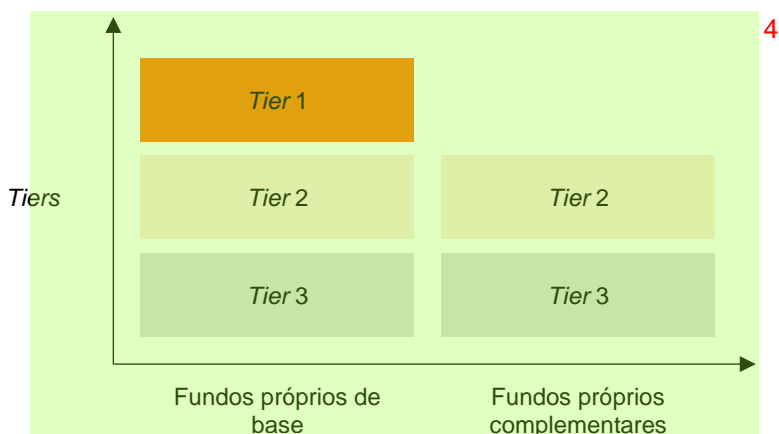 4
Tier 1
Tiers
Tier 2
Tier 2
Tier 3
Tier 3
Fundos próprios de
base
Fundos próprios
complementares